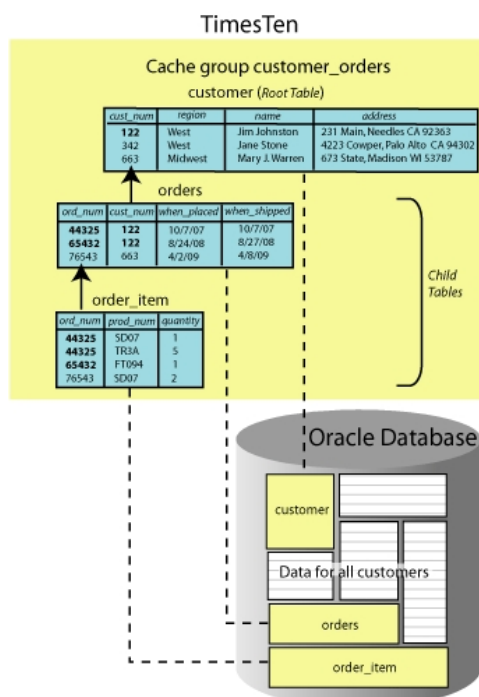 TimesTen
Cache group customer_orders
customer (Root Table)
cust_num region name address
122 West Jim Johnston 231 Main, Needles CA 92363
342 West Jane Stone 4223 Cowper, Palo Alto CA 94302
663 Midwest Mary J. Warren 673 State, Madison WI 53787
orders
ord_num cust_num when_placed when_shipped
44325 122 10/7/07 10/7/07
65432 122 8/24/08 8/27/08
76543 663 4/2/09 4/8/09
Child
Tables
order_item
ord_num prod_num quantity
44325 SD07 1
44325 TR3A 5
65432 FT094 1
76543 SD07 2
Oracle Database
customer
Data for all customers
orders
order_item